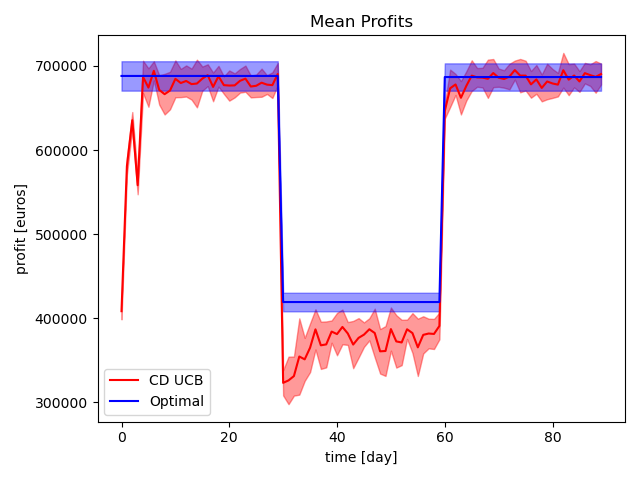 Mean Profits
profit [euros]
700000
600000
500000
400000
300000
CD UCB
Optimal
0
20
40
60
80
time [day]